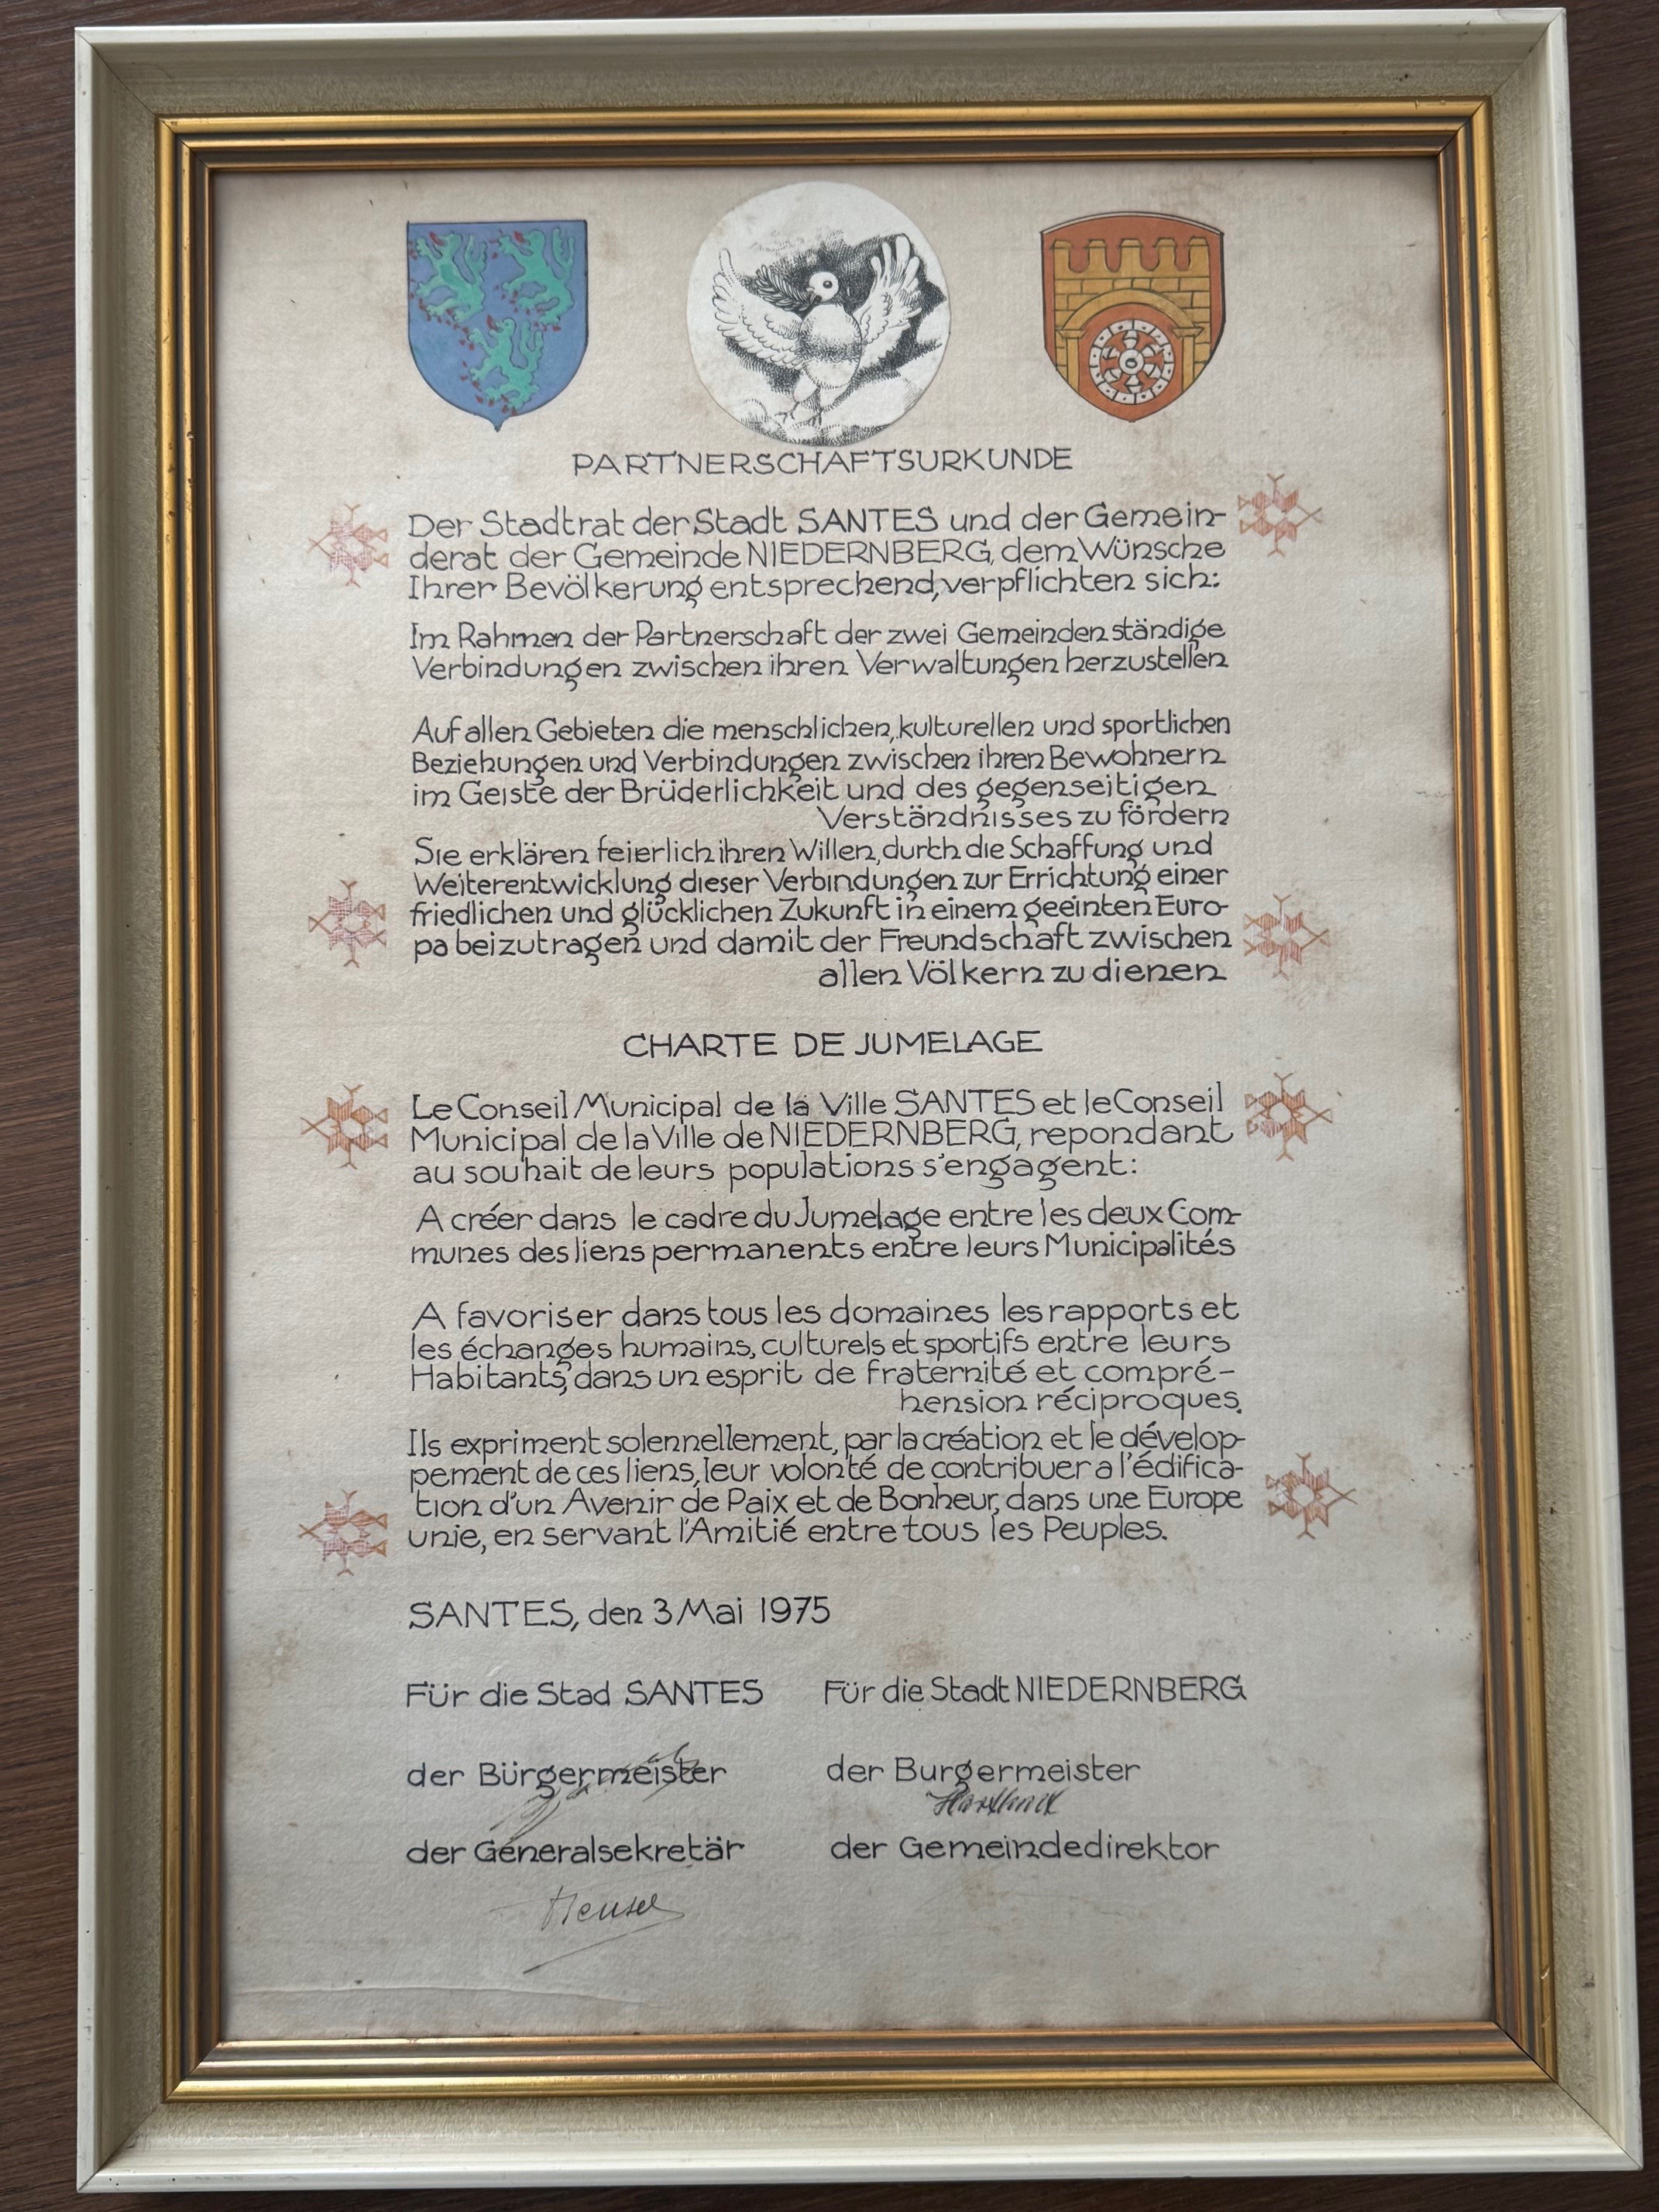 PARTNERSCHAFTSURKUNDE
Der Stadtrat der Stadt SANTES und der Gemein-
derat der Gemeinde NIEDERNBERG, dem Wünsche
Ihrer Bevölkerung entsprechend, verpflichten sich:
Im Rahmen der Partnerschaft der zwei Gemeinden ständige
Verbindungen zwischen ihren Verwaltungen herzustellen
Auf allen Gebieten die menschlichen, kulturellen und sportlichen
Beziehungen und Verbindungen zwischen ihren Bewohnern
im Geiste der Brüderlichkeit und des gegenseitigen
Verständnisses zu fördern
Sie erklären feierlich ihren Willen, durch die Schaffung und
Weiterentwicklung dieser Verbindungen zur Errichtung einer
friedlichen und glücklichen Zukunft in einem geeinten Euro-
pa beizutragen und damit der Freundschaft zwischen
allen Völkern zu dienen
CHARTE DE JUMELAGE
Le Conseil Municipal de la Ville SANTES et le Conseil
Municipal de la Ville de NIEDERNBERG, repondant
au souhait de leurs populations s'engagent:
A créer dans le cadre du Jumelage entre les deux Com-
munes des liens permanents entre leurs Municipalités
A favoriser dans tous les domaines les rapports et
les échanges humains, culturels et sportifs entre leurs
Habitants, dans un esprit de fraternité et compré-
hension réciproques.
Ils expriment solennellement, par la création et le dévelop-
pement de ces liens, leur volonté de contribuer a l'édifica-
tion d'un Avenir de Paix et de Bonheur, dans une Europe
unie, en servant l'Amitié entre tous les Peuples.
SANTES, den 3 Mai 1975
Für die Stad SANTES Für die Stadt NIEDERNBERG
der Bürgermeister der Burgermeister
der Géneralsekretär der Gemeindedirektor